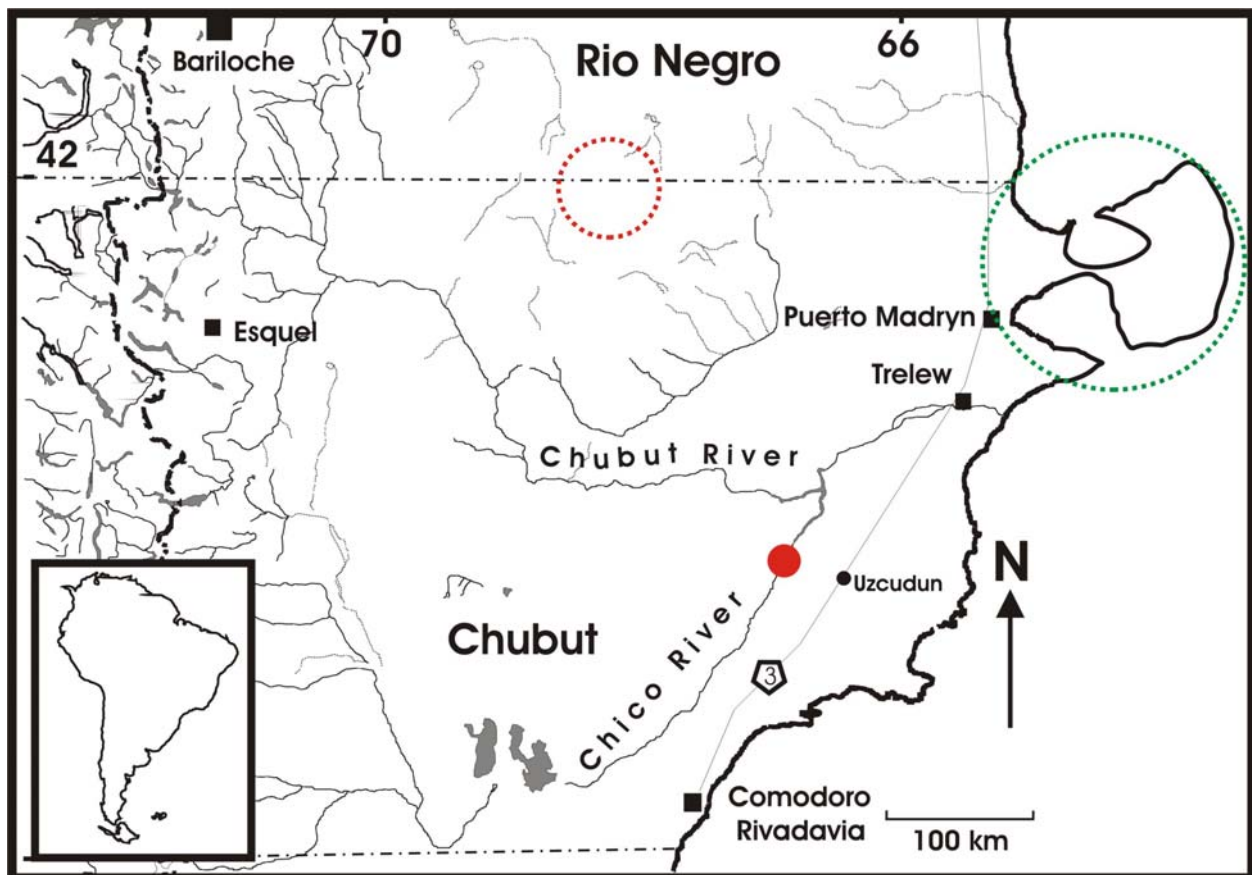 70
66
Bariloche
Rio Negro
42
Puerto Madryn
Esquel
Trelew
Chubut River
N
Uzcudun
Chubut
Chico River
3
Comodoro
Rivadavia
100 km